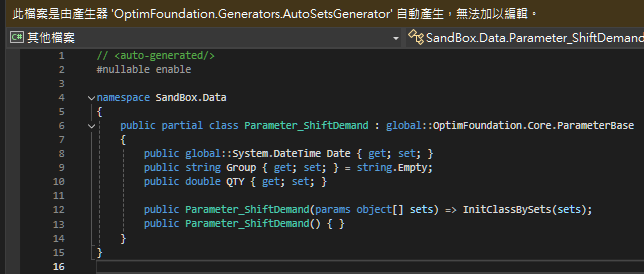 此檔案是由產生器 'OptimFoundation.Generators.AutoSetsGenerator' 自動產生，無法加以編輯。
其他檔案 SandBox.Data.Parameter_ShiftDemand
1 // <auto-generated/>
2 #nullable enable
3
4 namespace SandBox.Data
5 {
6 public partial class Parameter_ShiftDemand : global::OptimFoundation.Core.ParameterBase
7 {
8 public global::System.DateTime Date { get; set; }
9 public string Group { get; set; } = string.Empty;
10 public double QTY { get; set; }
11
12 public Parameter_ShiftDemand(params object[] sets) => InitClassBySets(sets);
13 public Parameter_ShiftDemand() { }
14 }
15 }
16